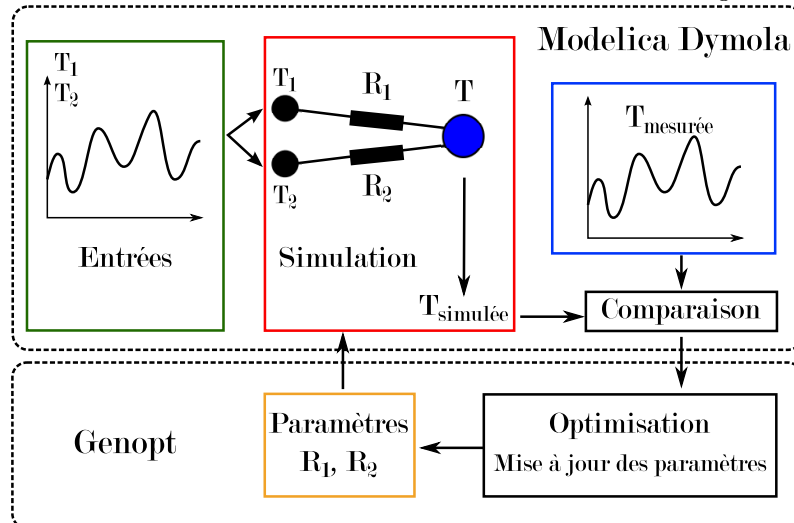 Modelica Dymola
T1
T2
Entrées
T1
R1
T
T2
R2
Simulation
Tsimulée
Tmesurée
Comparaison
Genopt
Paramètres
R1, R2
Optimisation
Mise à jour des paramètres